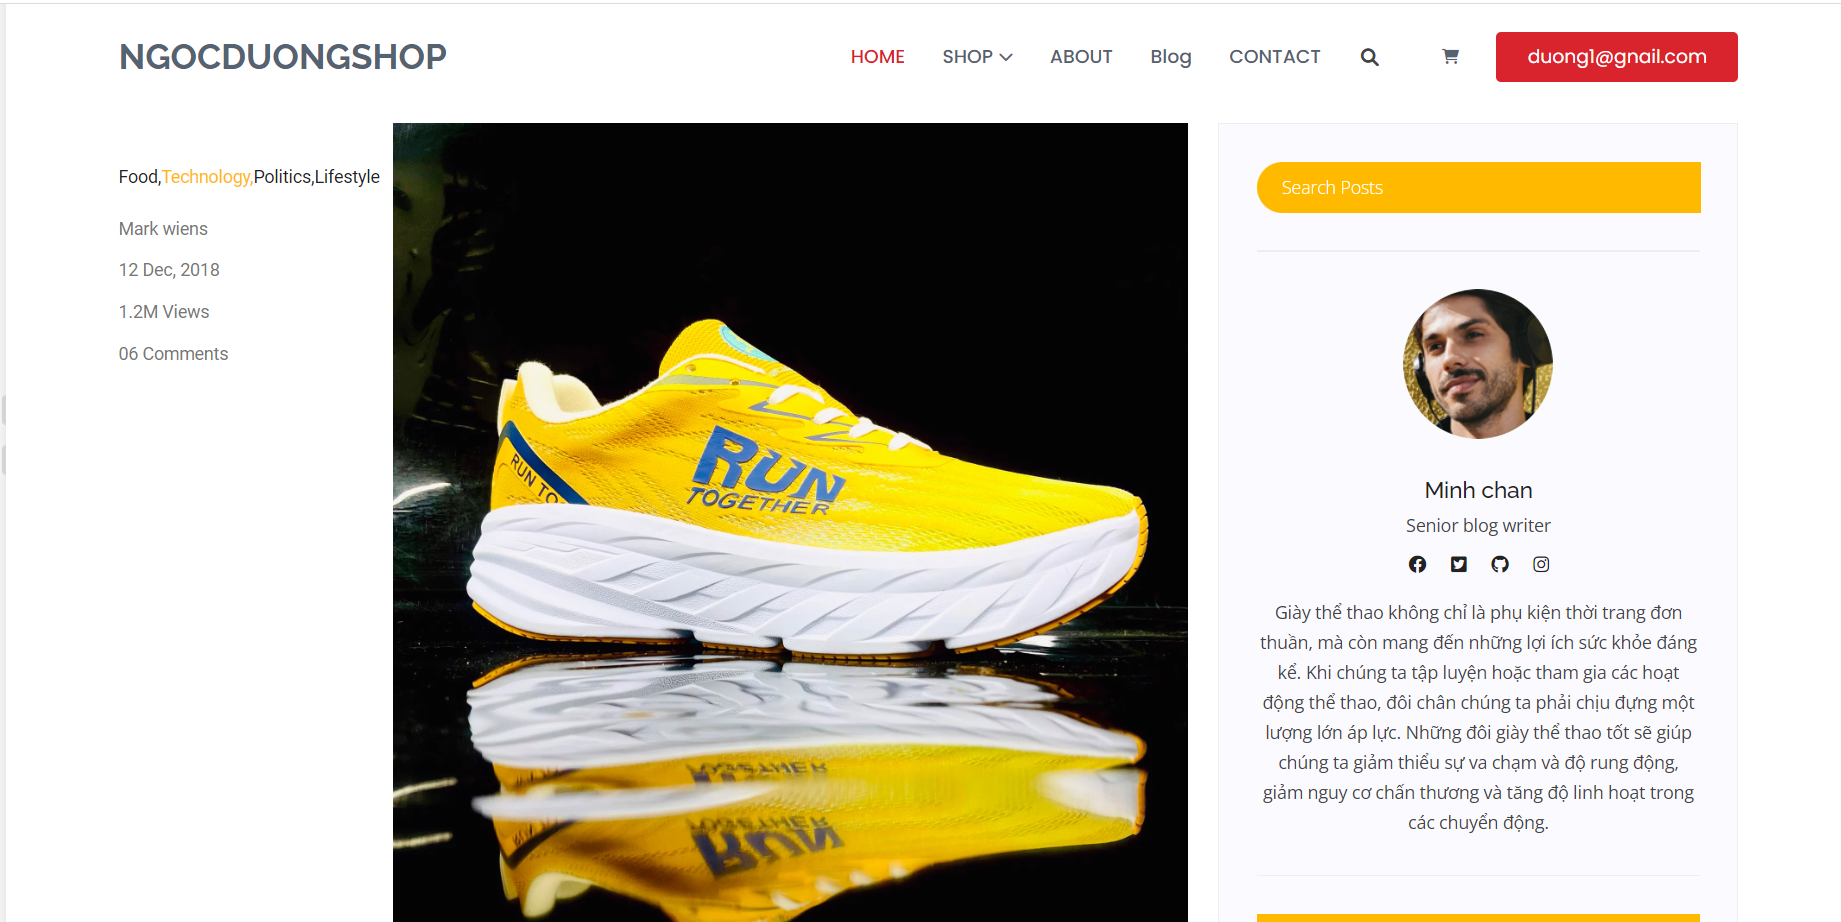 NGOCDUONGSHOP
HOME SHOP ABOUT Blog CONTACT duong1@gnail.com
Food,Technology,Politics,Lifestyle
Mark wiens
12 Dec, 2018
1.2M Views
06 Comments
RUN TO
RUN
TOGETHER
Search Posts
Minh chan
Senior blog writer
Giày thể thao không chỉ là phụ kiện thời trang đơn
thuần, mà còn mang đến những lợi ích sức khỏe đáng
kể. Khi chúng ta tập luyện hoặc tham gia các hoạt
động thể thao, đôi chân chúng ta phải chịu đựng một
lượng lớn áp lực. Những đôi giày thể thao tốt sẽ giúp
chúng ta giảm thiểu sự va chạm và độ rung động,
giảm nguy cơ chấn thương và tăng độ linh hoạt trong
các chuyển động.